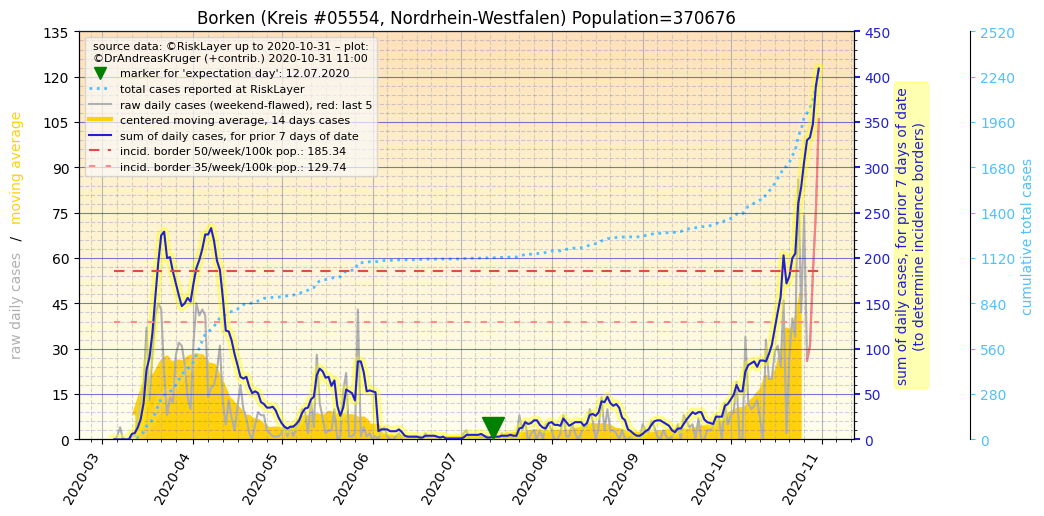 Borken (Kreis #05554, Nordrhein-Westfalen) Population=370676
source data: ©RiskLayer up to 2020-10-31 – plot:
©DrAndreasKruger (+contrib.) 2020-10-31 11:00
marker for 'expectation day': 12.07.2020
total cases reported at RiskLayer
raw daily cases (weekend-flawed), red: last 5
centered moving average, 14 days cases
sum of daily cases, for prior 7 days of date
incid. border 50/week/100k pop.: 185.34
incid. border 35/week/100k pop.: 129.74
raw daily cases / moving average
135
120
105
90
75
60
45
30
15
0
2020-03
2020-04
2020-05
2020-06
2020-07
2020-08
2020-09
2020-10
2020-11
450
400
350
300
250
200
150
100
50
0
sum of daily cases, for prior 7 days of date
(to determine incidence borders)
2520
2240
1960
1680
1400
1120
840
560
280
0
cumulative total cases